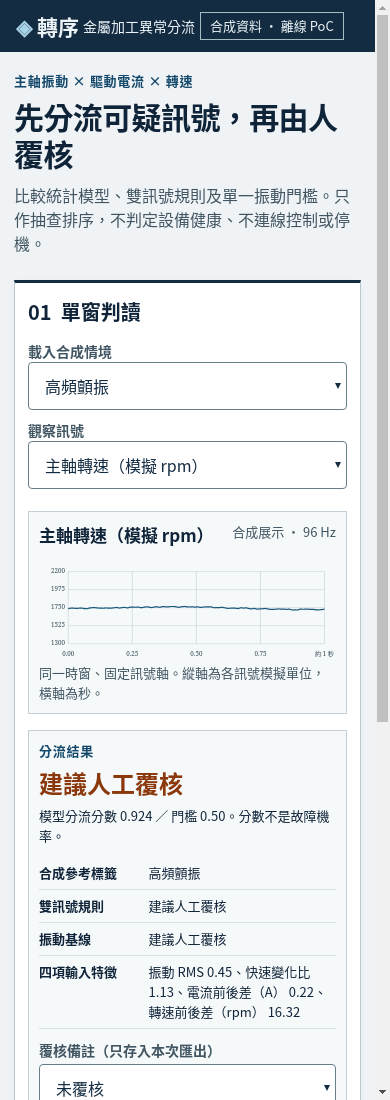 ◈ 轉序 金屬加工異常分流 合成資料 · 離線 PoC
主軸振動 × 驅動電流 × 轉速
先分流可疑訊號，再由人
覆核
比較統計模型、雙訊號規則及單一振動門檻。只
作抽查排序，不判定設備健康、不連線控制或停
機。
01 單窗判讀
載入合成情境
高頻顫振
觀察訊號
主軸轉速（模擬 rpm）
主軸轉速（模擬 rpm） 合成展示 · 96 Hz
2200
1975
1750
1525
1300
0.00 0.25 0.50 0.75 約 1 秒
同一時窗、固定訊號軸。縱軸為各訊號模擬單位，
橫軸為秒。
分流結果
建議人工覆核
模型分流分數 0.924 ／ 門檻 0.50。分數不是故障機
率。
合成參考標籤 高頻顫振
雙訊號規則 建議人工覆核
振動基線 建議人工覆核
四項輸入特徵 振動 RMS 0.45、快速變化比
1.13、電流前後差（A） 0.22、
轉速前後差（rpm） 16.32
覆核備註（只存入本次匯出）
未覆核